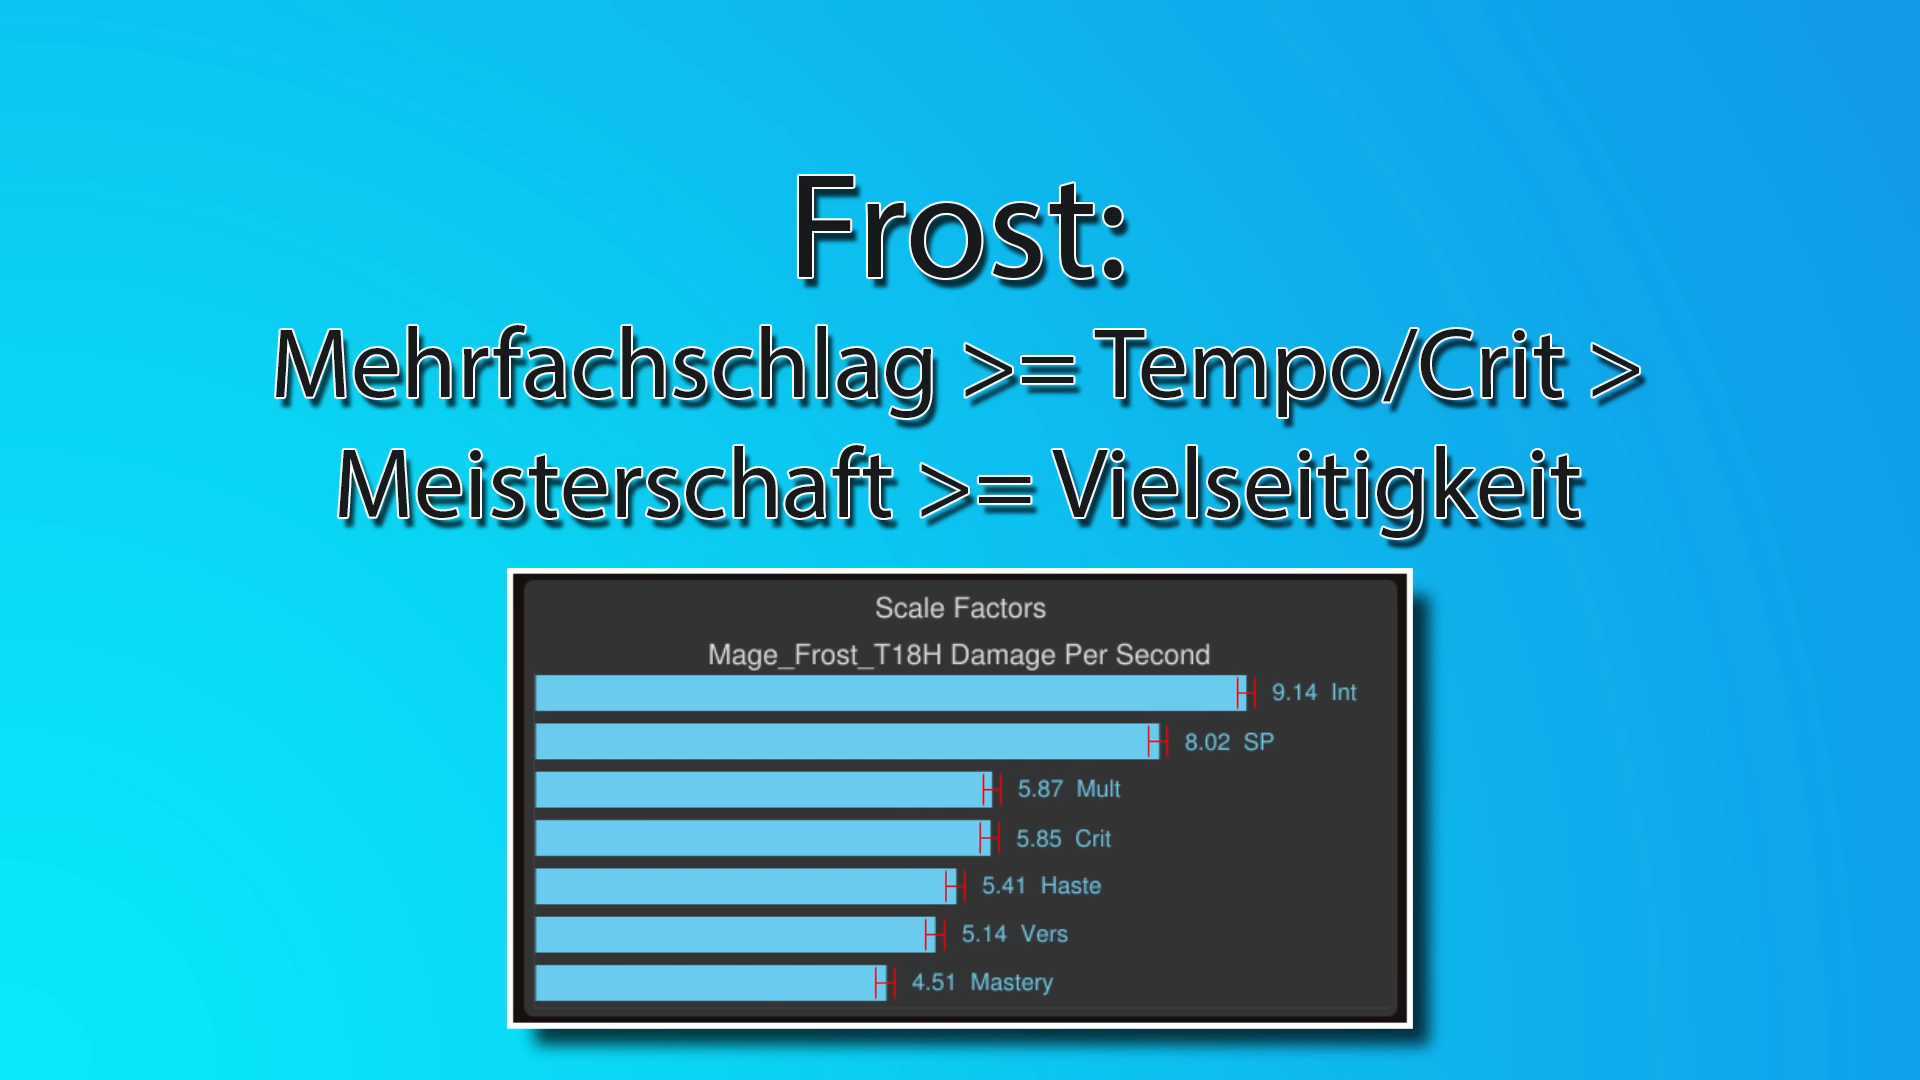 Frost:
Mehrfachschlag >= Tempo/Crit >
Meisterschaft >= Vielseitigkeit
Scale Factors
Mage_Frost_T18H Damage Per Second
9.14 Int
8.02 SP
5.87 Mult
5.85 Crit
5.41 Haste
5.14 Vers
4.51 Mastery